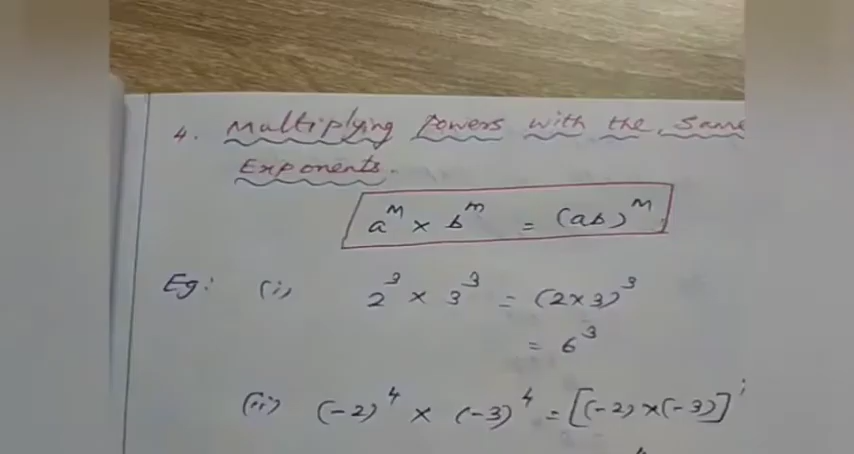 4. Multiplying Powers with the Same
Exponents.
a^m × b^m = (ab)^m
Eg: (i) 2^3 × 3^3 = (2×3)^3
= 6^3
(ii) (-2)^4 × (-3)^4 = [(-2)×(-3)]